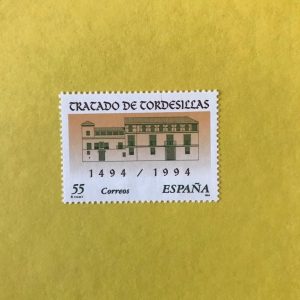 TRATADO DE TORDESILLAS
1494 / 1994
55 Correos ESPAÑA